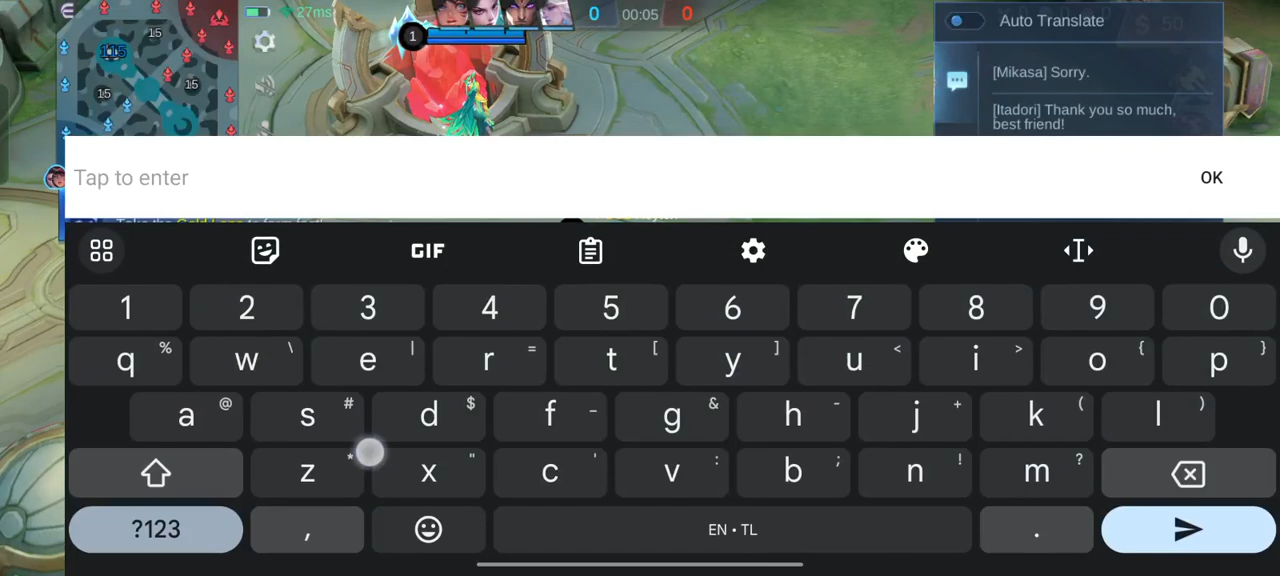 27ms
0 00:05 0
$ 50
115
15
15
15
1
Auto Translate
[Mikasa] Sorry.
[Itadori] Thank you so much,
best friend!
Tap to enter
OK
GIF
1 2 3 4 5 6 7 8 9 0
q % w \ e | r = t [ y ] u < i > o { p }
a @ s # d $ f _ g & h - j + k ( l )
z * x " c ' v : b ; n ! m ?
?123 , EN • TL .